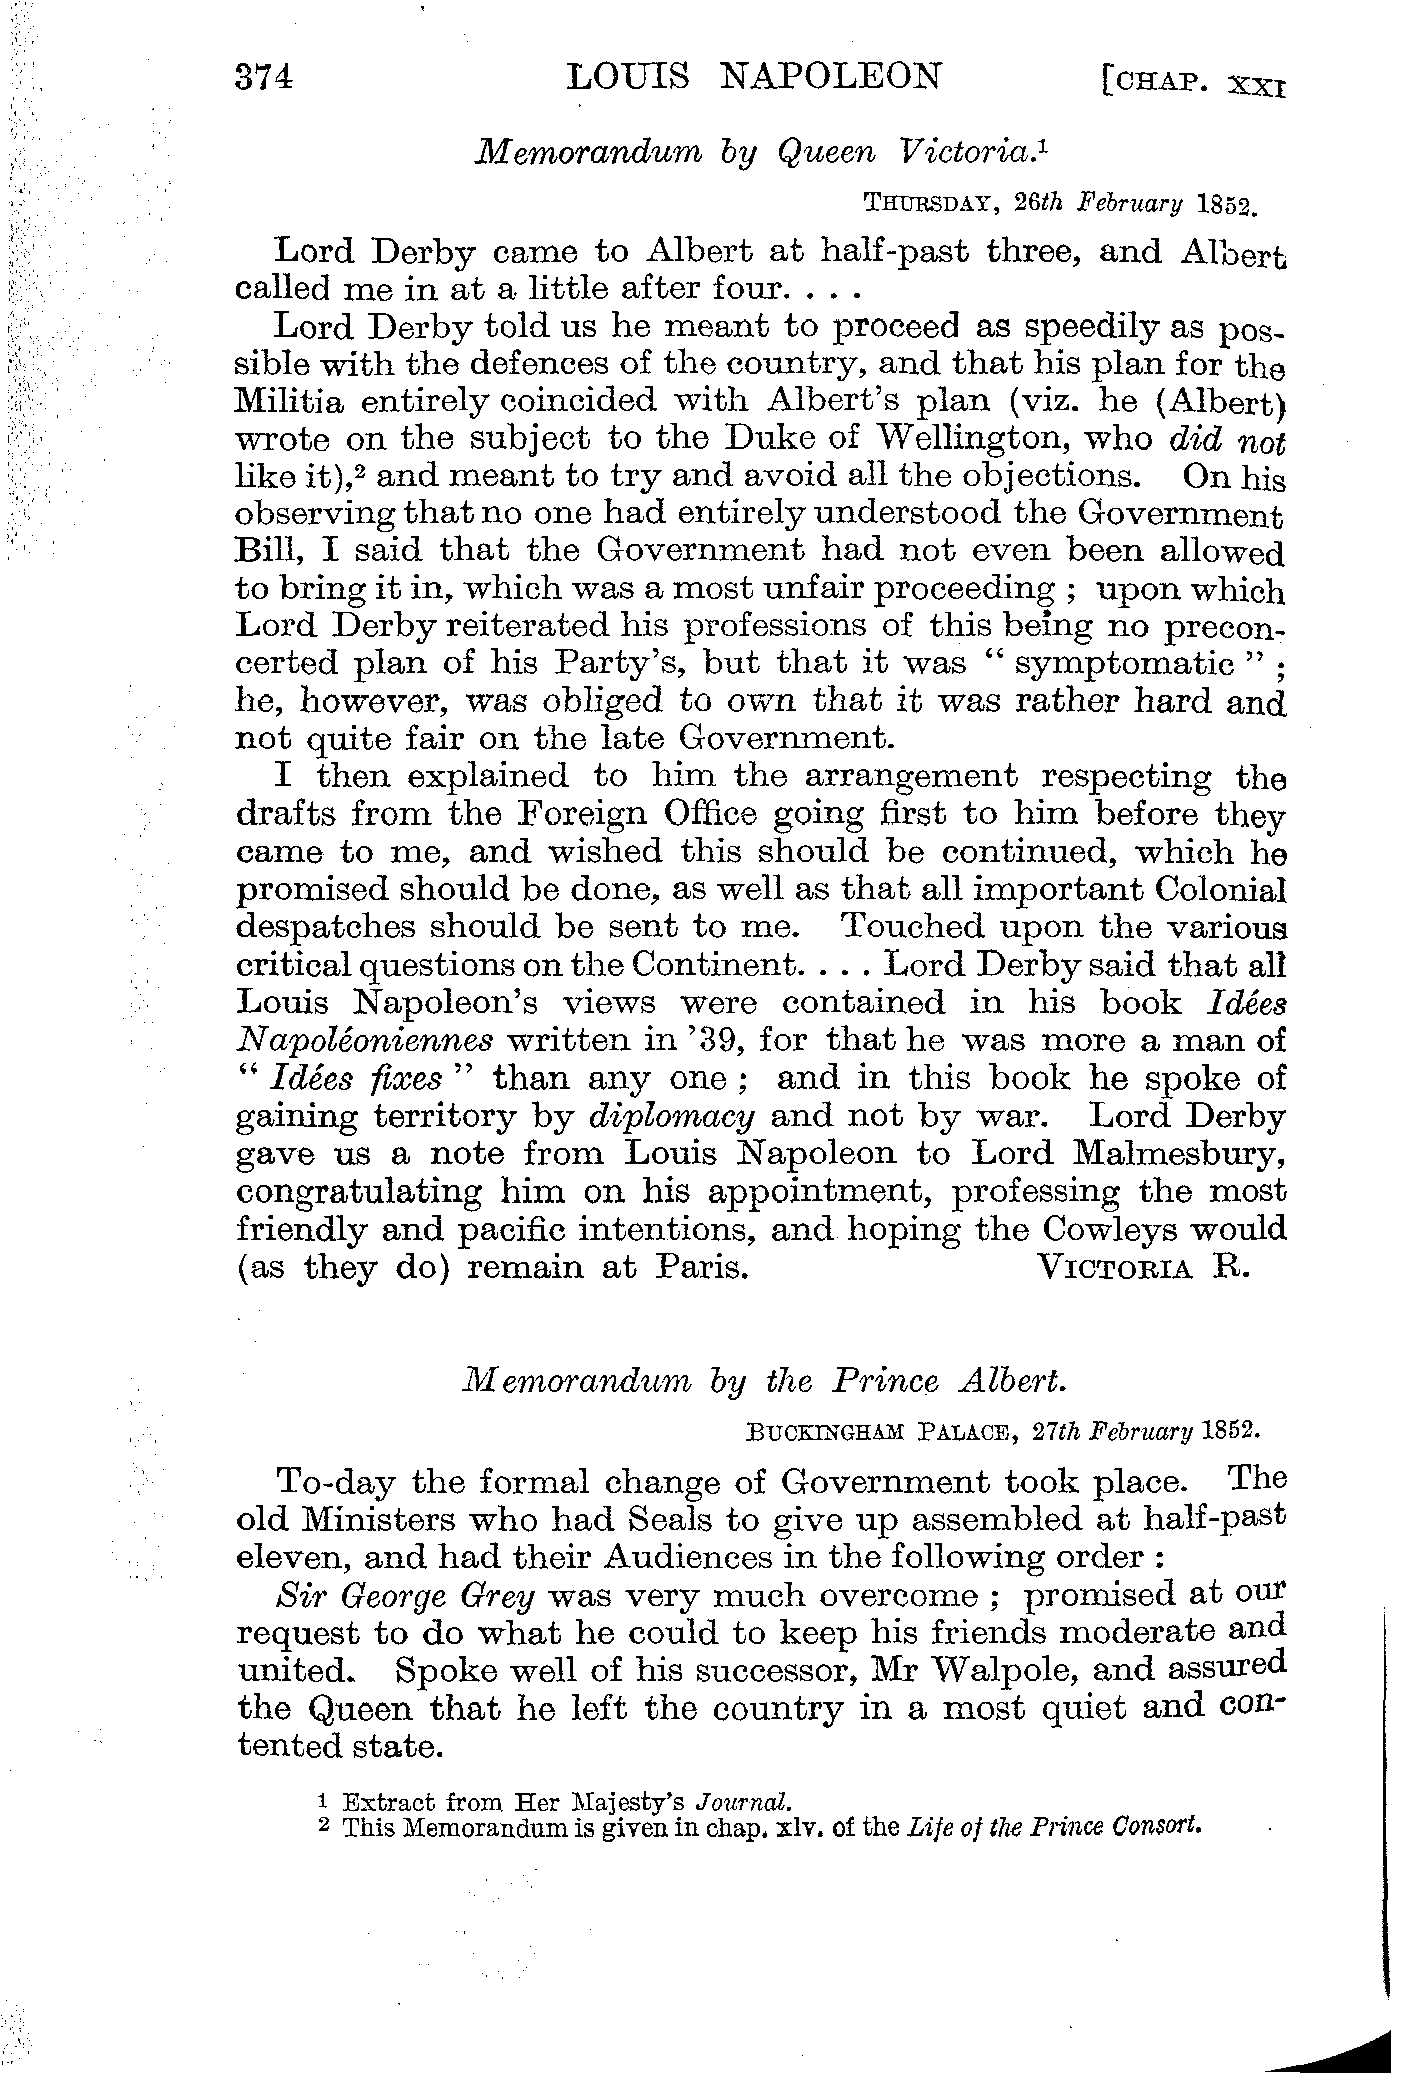 374 LOUIS NAPOLEON [CHAP. XXI
Memorandum by Queen Victoria.¹
THURSDAY, 26th February 1852.
Lord Derby came to Albert at half-past three, and Albert
called me in at a little after four. . . .
Lord Derby told us he meant to proceed as speedily as pos-
sible with the defences of the country, and that his plan for the
Militia entirely coincided with Albert's plan (viz. he (Albert)
wrote on the subject to the Duke of Wellington, who did not
like it),² and meant to try and avoid all the objections. On his
observing that no one had entirely understood the Government
Bill, I said that the Government had not even been allowed
to bring it in, which was a most unfair proceeding ; upon which
Lord Derby reiterated his professions of this being no precon-
certed plan of his Party's, but that it was " symptomatic " ;
he, however, was obliged to own that it was rather hard and
not quite fair on the late Government.
I then explained to him the arrangement respecting the
drafts from the Foreign Office going first to him before they
came to me, and wished this should be continued, which he
promised should be done, as well as that all important Colonial
despatches should be sent to me. Touched upon the various
critical questions on the Continent. . . . Lord Derby said that all
Louis Napoleon's views were contained in his book Idées
Napoléoniennes written in '39, for that he was more a man of
" Idées fixes " than any one ; and in this book he spoke of
gaining territory by diplomacy and not by war. Lord Derby
gave us a note from Louis Napoleon to Lord Malmesbury,
congratulating him on his appointment, professing the most
friendly and pacific intentions, and hoping the Cowleys would
(as they do) remain at Paris. VICTORIA R.
Memorandum by the Prince Albert.
BUCKINGHAM PALACE, 27th February 1852.
To-day the formal change of Government took place. The
old Ministers who had Seals to give up assembled at half-past
eleven, and had their Audiences in the following order :
Sir George Grey was very much overcome ; promised at our
request to do what he could to keep his friends moderate and
united. Spoke well of his successor, Mr Walpole, and assured
the Queen that he left the country in a most quiet and con-
tented state.
¹ Extract from Her Majesty's Journal.
² This Memorandum is given in chap. xlv. of the Life of the Prince Consort.